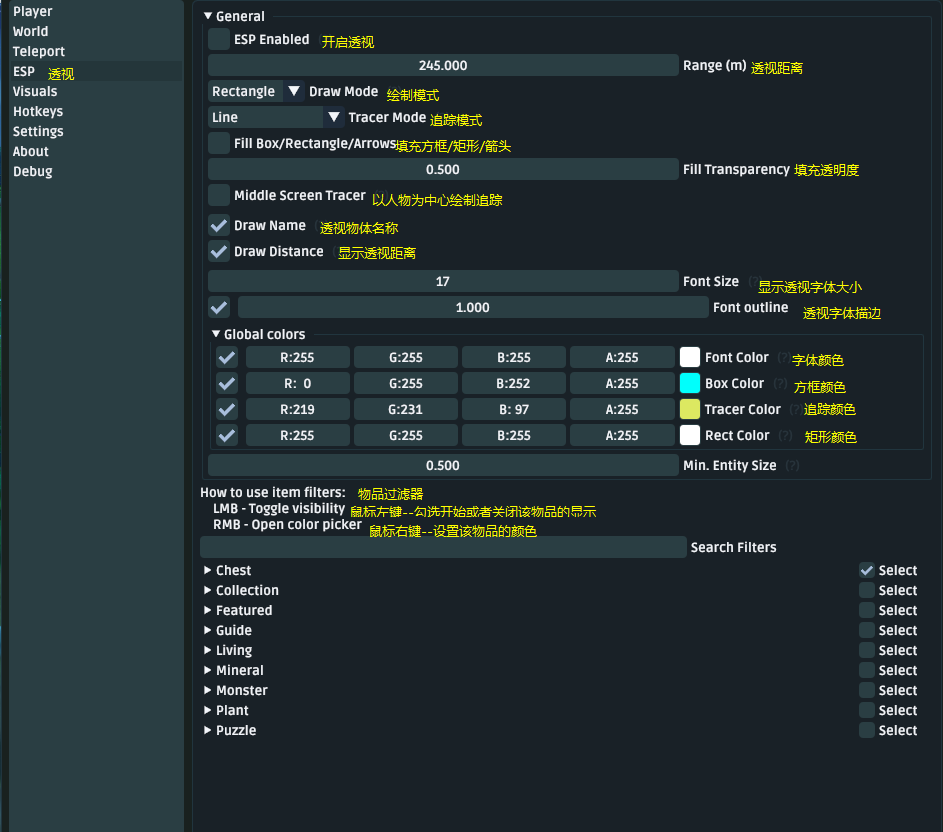 Player
World
Teleport
ESP 透视
Visuals
Hotkeys
Settings
About
Debug
General
ESP Enabled 开启透视
245.000 Range (m) 透视距离
Rectangle Draw Mode 绘制模式
Line Tracer Mode 追踪模式
Fill Box/Rectangle/Arrows 填充方框/矩形/箭头
0.500 Fill Transparency 填充透明度
Middle Screen Tracer 以人物为中心绘制追踪
Draw Name 透视物体名称
Draw Distance 显示透视距离
17 Font Size (?) 显示透视字体大小
1.000 Font outline 透视字体描边
Global colors
R:255 G:255 B:255 A:255 Font Color (?) 字体颜色
R: 0 G:255 B:252 A:255 Box Color (?) 方框颜色
R:219 G:231 B: 97 A:255 Tracer Color (?) 追踪颜色
R:255 G:255 B:255 A:255 Rect Color (?) 矩形颜色
0.500 Min. Entity Size (?)
How to use item filters: 物品过滤器
LMB - Toggle visibility 鼠标左键--勾选开始或者关闭该物品的显示
RMB - Open color picker 鼠标右键--设置该物品的颜色
Search Filters
Chest Select
Collection Select
Featured Select
Guide Select
Living Select
Mineral Select
Monster Select
Plant Select
Puzzle Select